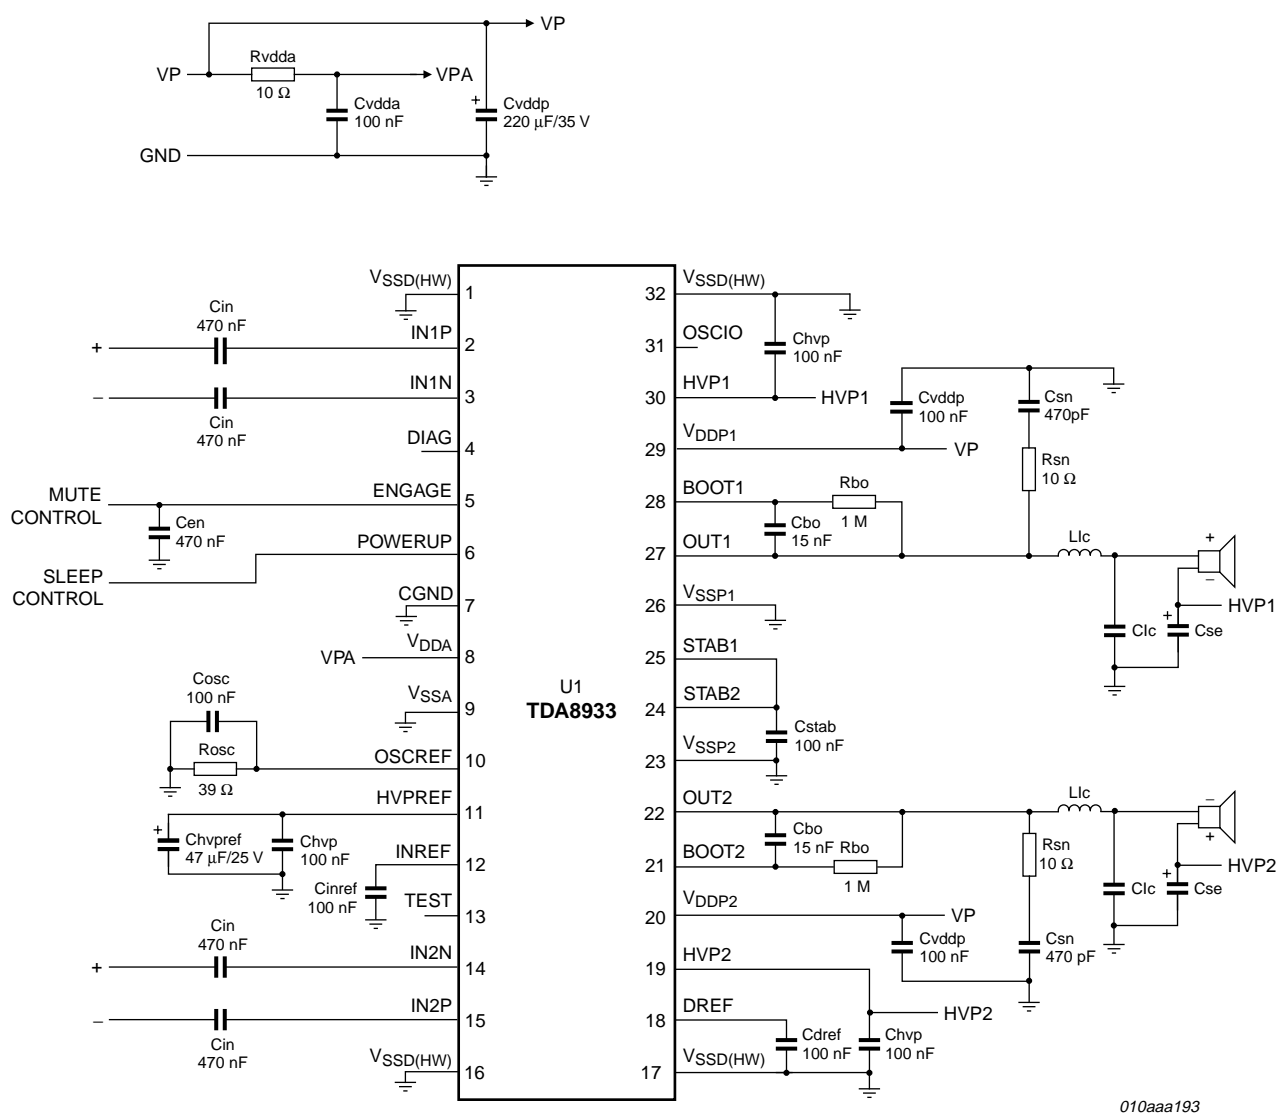 VP
Rvdda
VP
VPA
10 Ω
Cvdda
100 nF
+
Cvddp
220 μF/35 V
GND
VSSD(HW)
1
Cin
470 nF
IN1P
+
2
IN1N
−
3
Cin
470 nF
DIAG
4
MUTE
CONTROL
ENGAGE
5
Cen
470 nF
POWERUP
6
SLEEP
CONTROL
CGND
7
VDDA
VPA
8
Cosc
100 nF
VSSA
9
Rosc
39 Ω
OSCREF
10
HVPREF
11
+
Chvpref
47 μF/25 V
Chvp
100 nF
INREF
12
Cinref
100 nF
TEST
13
Cin
470 nF
IN2N
+
14
IN2P
−
15
Cin
470 nF
VSSD(HW)
16
U1
TDA8933
VSSD(HW)
32
OSCIO
31
Chvp
100 nF
HVP1
30
HVP1
Cvddp
100 nF
Csn
470pF
VDDP1
29
VP
Rsn
10 Ω
BOOT1
28
Rbo
1 M
Cbo
15 nF
OUT1
27
Llc
+
−
HVP1
VSSP1
26
Clc
+
Cse
STAB1
25
STAB2
24
Cstab
100 nF
VSSP2
23
OUT2
22
Llc
−
+
Cbo
15 nF
Rbo
1 M
BOOT2
21
Rsn
10 Ω
HVP2
Clc
+
Cse
VDDP2
20
VP
Cvddp
100 nF
Csn
470 pF
HVP2
19
HVP2
DREF
18
Cdref
100 nF
Chvp
100 nF
VSSD(HW)
17
010aaa193